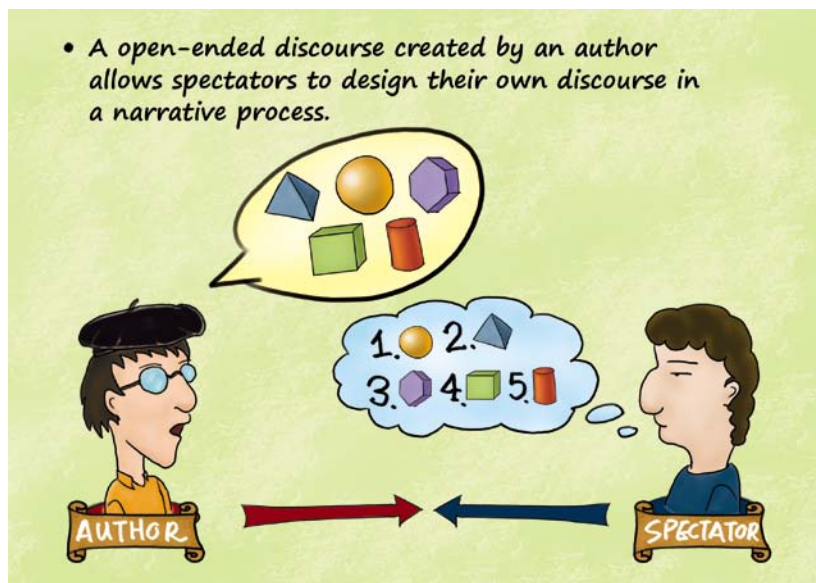 • A open-ended discourse created by an author
allows spectators to design their own discourse in
a narrative process.
1. 2.
3. 4. 5.
AUTHOR
SPECTATOR